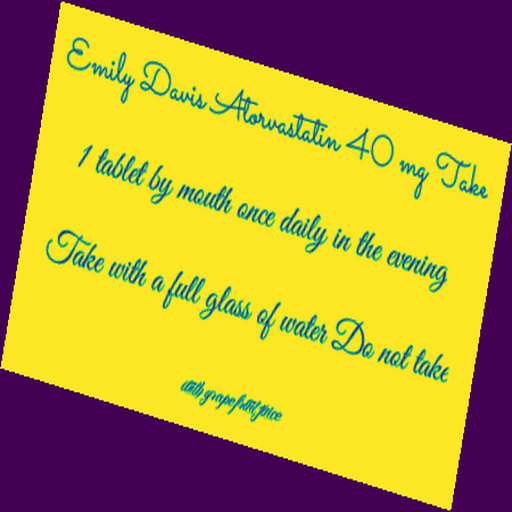 Emily Davis Atorvastatin 40 mg Take
1 tablet by mouth once daily in the evening
Take with a full glass of water Do not take
with grapefruit juice